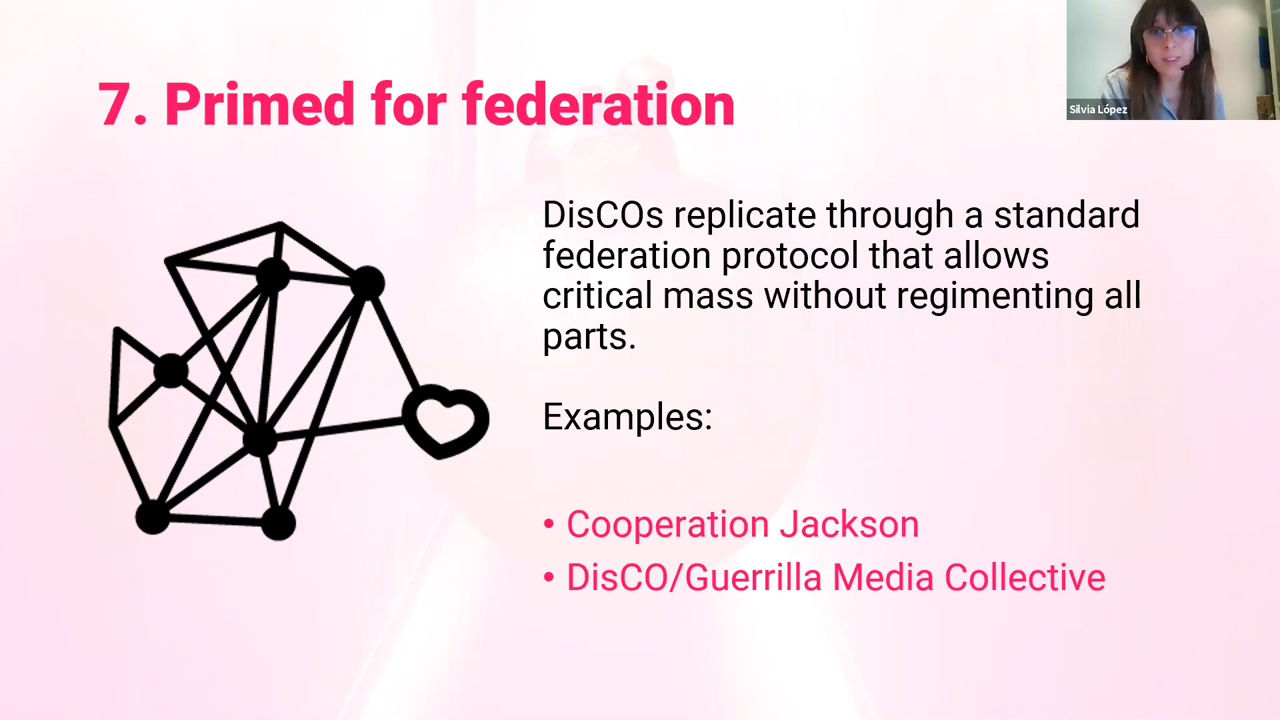 7. Primed for federation
Silvia López
DisCOs replicate through a standard
federation protocol that allows
critical mass without regimenting all
parts.
Examples:
• Cooperation Jackson
• DisCO/Guerrilla Media Collective